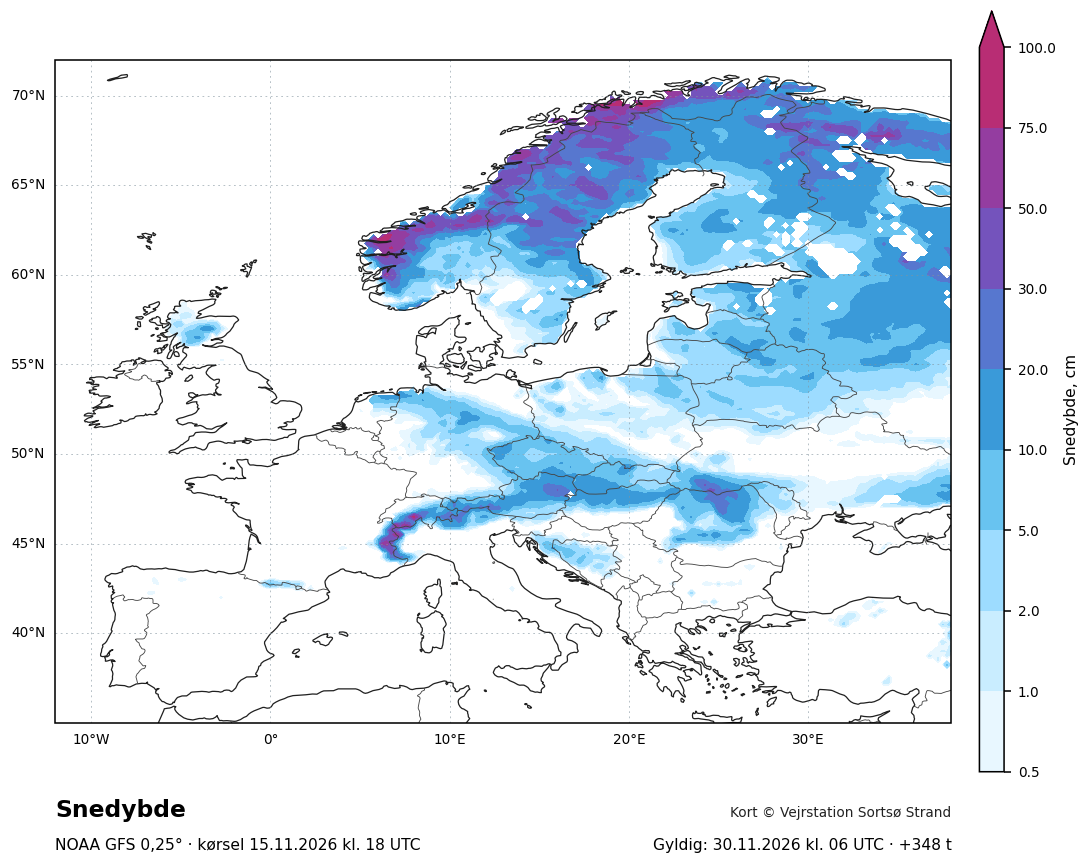 70°N
65°N
60°N
55°N
50°N
45°N
40°N
10°W 0° 10°E 20°E 30°E
100.0
75.0
50.0
30.0
20.0
10.0
5.0
2.0
1.0
0.5
Snedybde, cm
Snedybde
Kort © Vejrstation Sortsø Strand
NOAA GFS 0,25° · kørsel 15.11.2026 kl. 18 UTC
Gyldig: 30.11.2026 kl. 06 UTC · +348 t